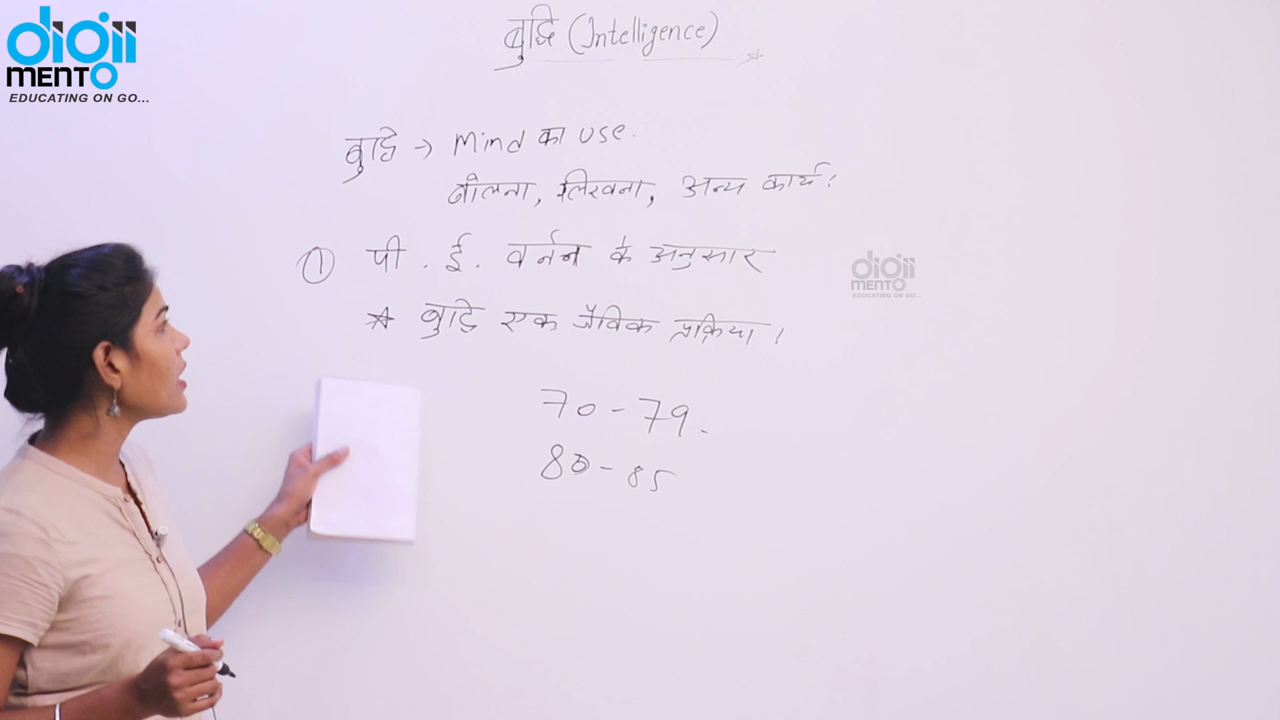 digii
MENTO
EDUCATING ON GO...
बुद्धि (Intelligence)
बुद्धि → Mind का use.
बोलना, लिखना, अन्य कार्य।
① पी . ई . वर्नन के अनुसार
* बुद्धि एक जैविक प्रक्रिया।
70 - 79.
80 - 85
digii
MENTO
EDUCATING ON GO...